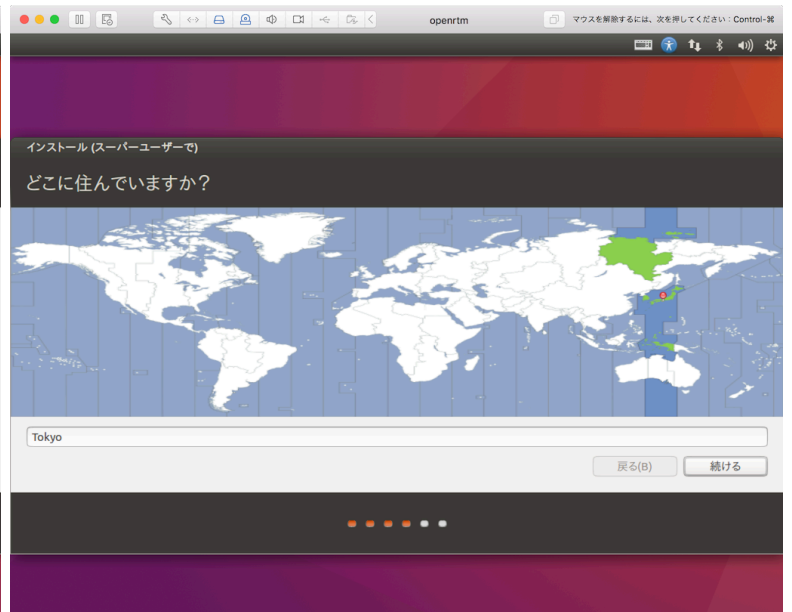 openrtm
マウスを解除するには、次を押してください：Control-⌘
インストール (スーパーユーザーで)
どこに住んでいますか？
Tokyo
戻る(B)
続ける